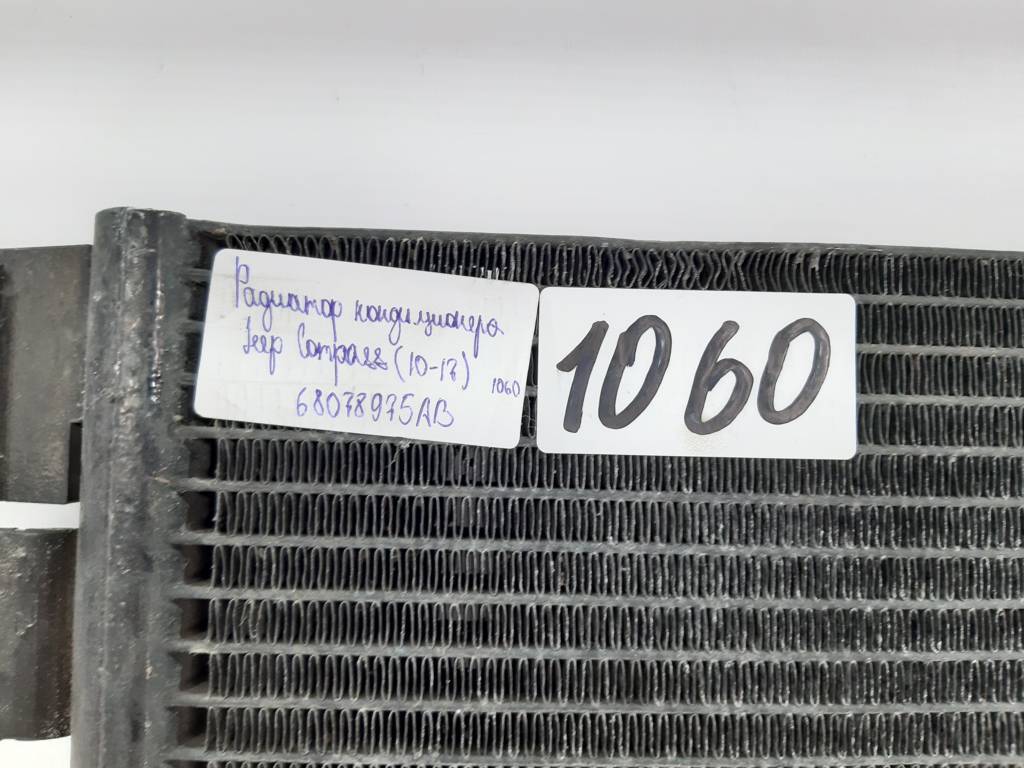 Радиатор кондиционера
Jeep Compass (10-17)
1060
68078975AB
1060